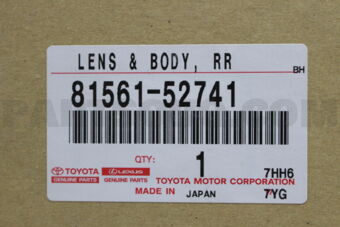 LENS & BODY, RR
BH
81561-52741
QTY: 1 7HH6
TOYOTA LEXUS TOYOTA MOTOR CORPORATION
GENUINE PARTS GENUINE PARTS
MADE IN JAPAN 7YG